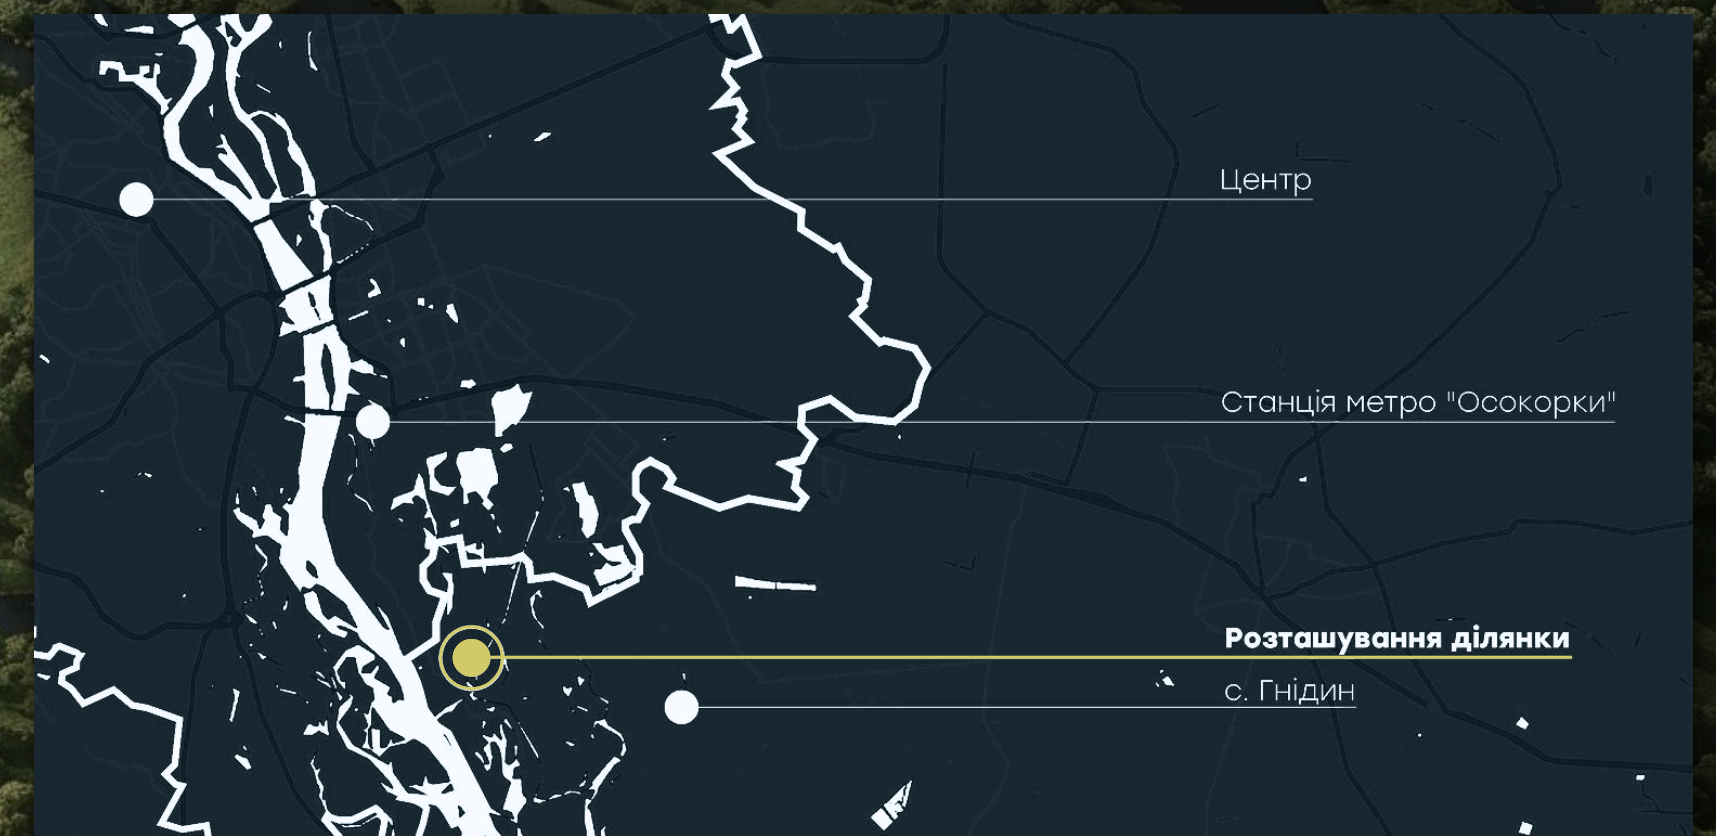 Центр
Станція метро "Осокорки"
Розташування ділянки
с. Гнідин